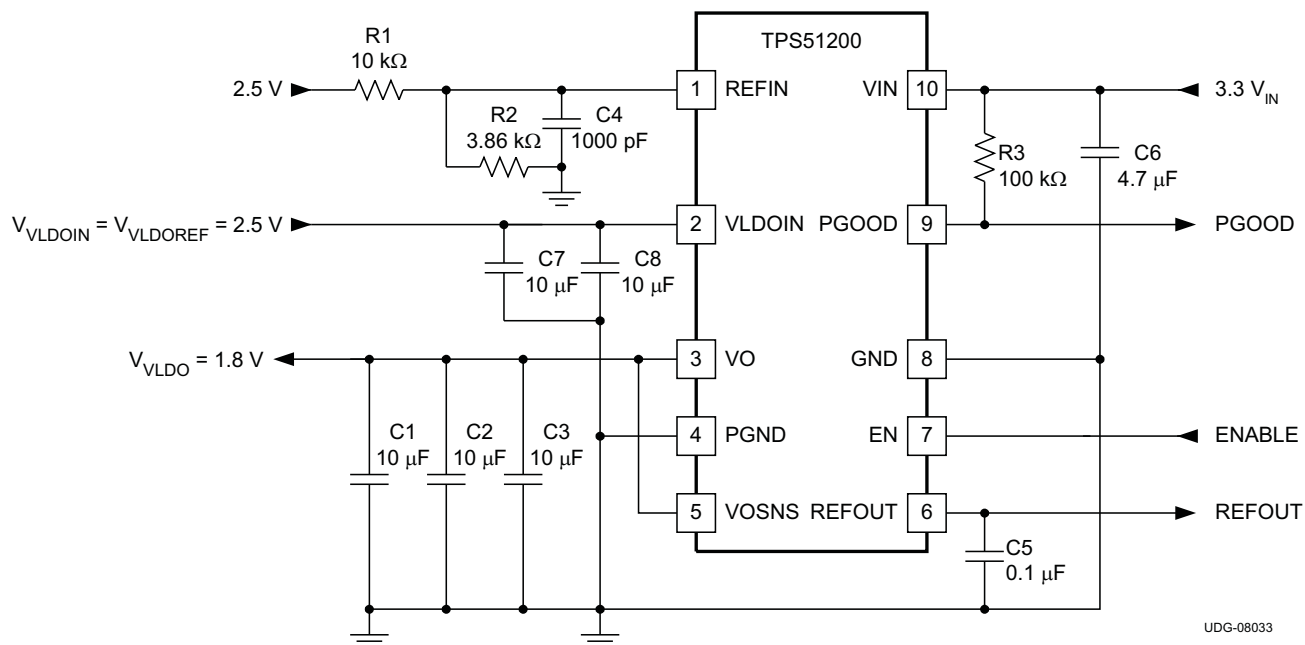 TPS51200
R1
10 kΩ
2.5 V
1
REFIN
VIN
10
3.3 V_IN
R2
3.86 kΩ
C4
1000 pF
R3
100 kΩ
C6
4.7 μF
V_VLDOIN = V_VLDOREF = 2.5 V
2
VLDOIN
PGOOD
9
PGOOD
C7
10 μF
C8
10 μF
V_VLDO = 1.8 V
3
VO
GND
8
C1
10 μF
C2
10 μF
C3
10 μF
4
PGND
EN
7
ENABLE
5
VOSNS
REFOUT
6
REFOUT
C5
0.1 μF
UDG-08033